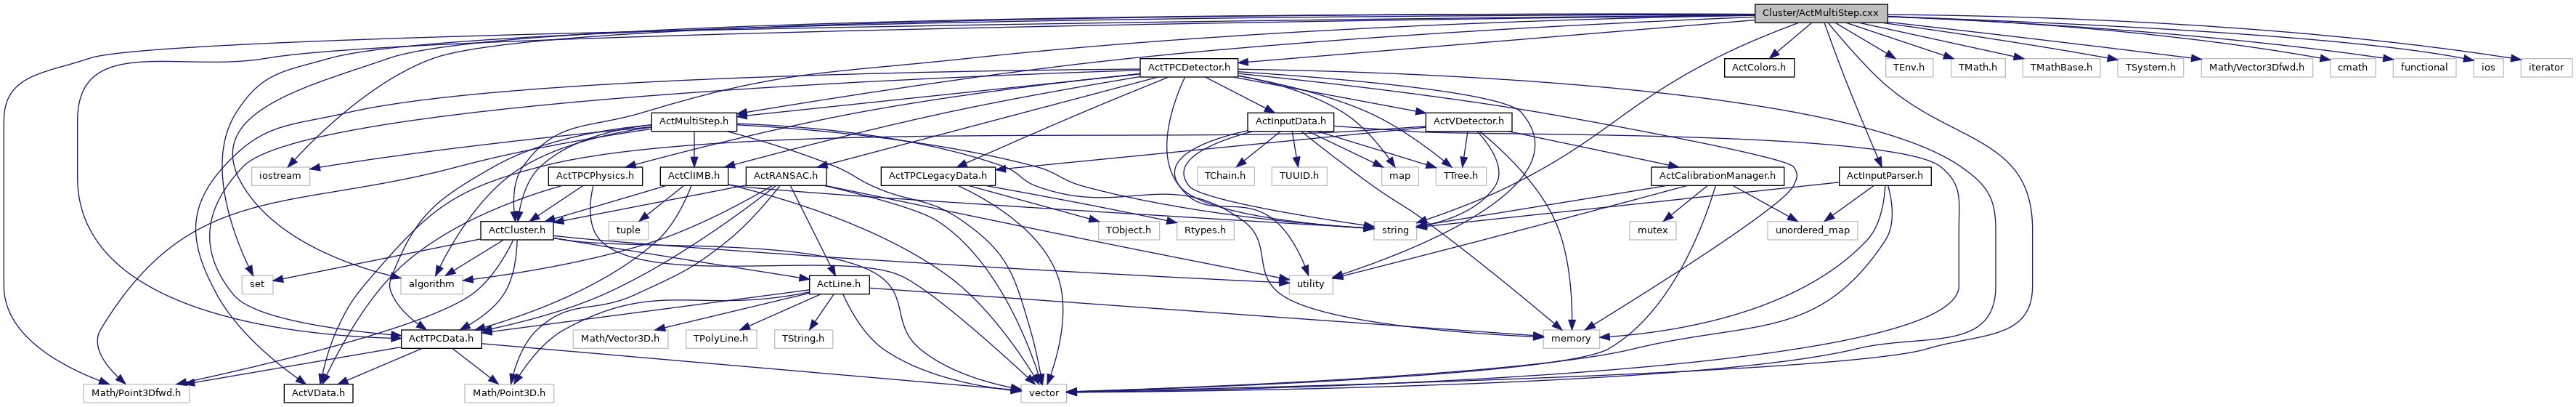 Cluster/ActMultiStep.cxx
ActTPCDetector.h
ActColors.h
TEnv.h
TMath.h
TMathBase.h
TSystem.h
Math/Vector3Dfwd.h
cmath
functional
ios
iterator
ActMultiStep.h
ActInputData.h
ActVDetector.h
iostream
ActTPCPhysics.h
ActClIMB.h
ActRANSAC.h
ActTPCLegacyData.h
TChain.h
TUUID.h
map
TTree.h
ActCalibrationManager.h
ActInputParser.h
ActCluster.h
tuple
TObject.h
Rtypes.h
string
mutex
unordered_map
set
algorithm
ActLine.h
utility
ActTPCData.h
Math/Vector3D.h
TPolyLine.h
TString.h
memory
Math/Point3Dfwd.h
ActVData.h
Math/Point3D.h
vector